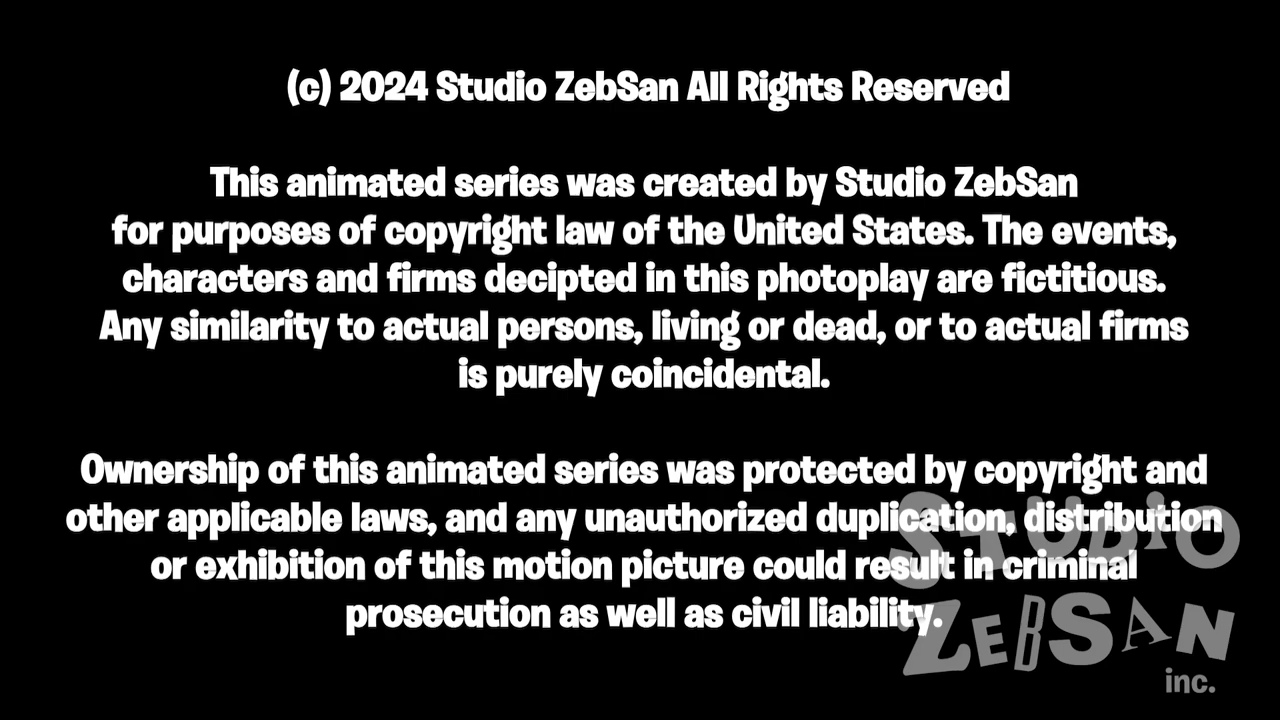 (c) 2024 Studio ZebSan All Rights Reserved
This animated series was created by Studio ZebSan
for purposes of copyright law of the United States. The events,
characters and firms decipted in this photoplay are fictitious.
Any similarity to actual persons, living or dead, or to actual firms
is purely coincidental.
Ownership of this animated series was protected by copyright and
other applicable laws, and any unauthorized duplication, distribution
or exhibition of this motion picture could result in criminal
prosecution as well as civil liability.
STUDiO
ZEBSAN
inc.